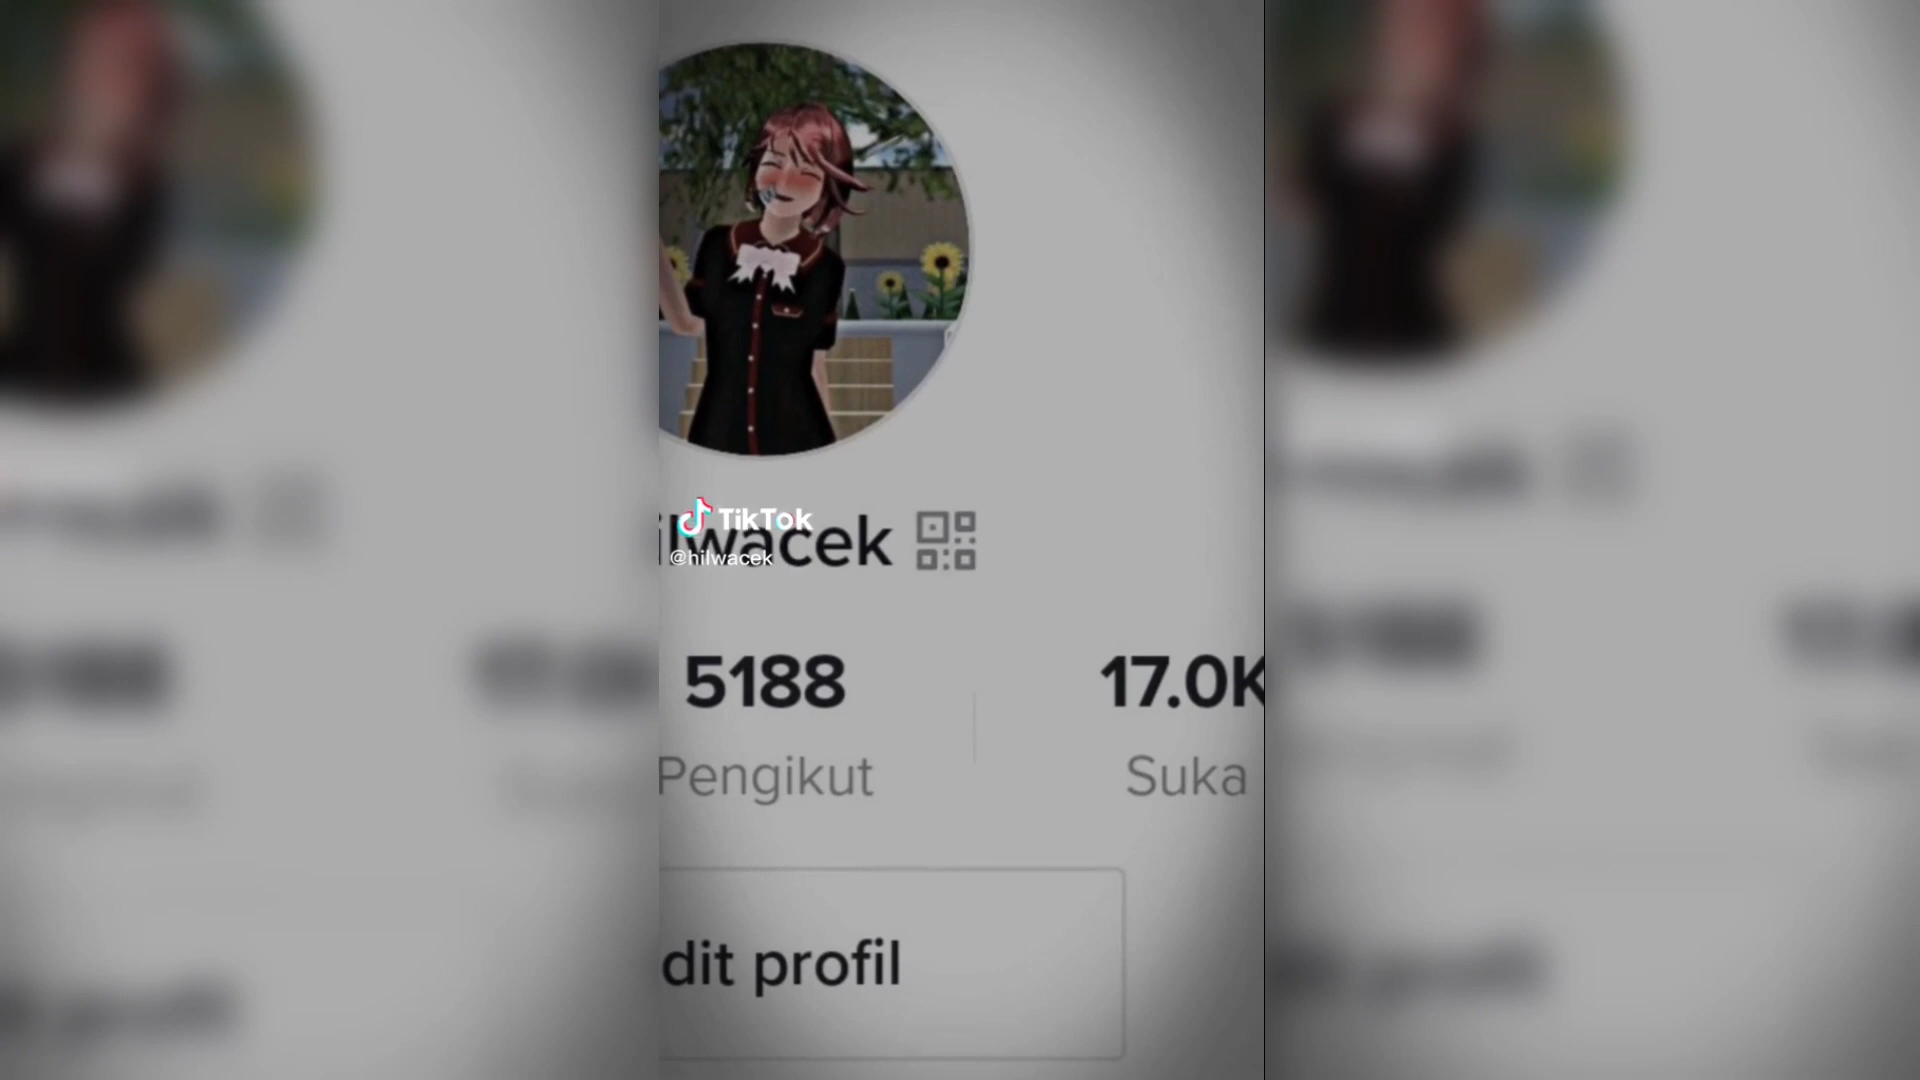 TikTok
ilwacek
@hilwacek
5188
17.0K
Pengikut
Suka
dit profil